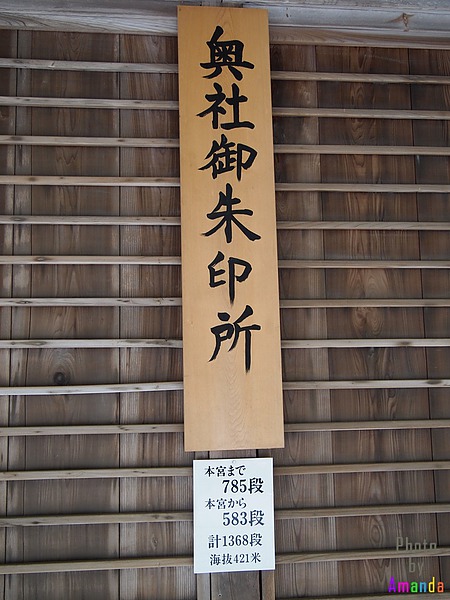 奥社御朱印所
本宮まで
785段
本宮から
583段
計1368段
海抜421米
Photo
by
Amanda